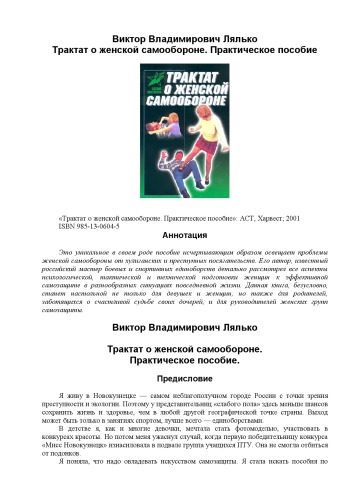 Виктор Владимирович Лялько
Трактат о женской самообороне. Практическое пособие
ТРАКТАТ
О ЖЕНСКОЙ
САМООБОРОНЕ
«Трактат о женской самообороне. Практическое пособие»: АСТ, Харвест; 2001
ISBN 985-13-0604-5
Аннотация
Это уникальное в своем роде пособие исчерпывающим образом освещает проблемы
женской самообороны от хулиганских и преступных посягательств. Его автор, известный
российский мастер боевых и спортивных единоборств детально рассмотрел все аспекты
психологической, тактической и технической подготовки женщин к эффективной
самозащите в разнообразных ситуациях повседневной жизни. Данная книга, безусловно,
станет настольной не только для девушек и женщин, но также для родителей,
заботящихся о счастливой судьбе своих дочерей, и для руководителей женских групп
самозащиты.
Виктор Владимирович Лялько
Трактат о женской самообороне.
Практическое пособие.
Предисловие
Я живу в Новокузнецке — самом неблагополучном городе России с точки зрения
преступности и экологии. Поэтому у представительниц «слабого пола» здесь меньше шансов
сохранить жизнь и здоровье, чем в любой другой географической точке страны. Выход
может быть только в занятиях спортом, лучше всего — единоборствами.
В детстве я, как и многие девочки, мечтала стать фотомоделью, участвовать в
конкурсах красоты. Но потом меня ужаснул случай, когда первую победительницу конкурса
«Мисс Новокузнецк» изнасиловала в подвале группа учащихся ПТУ. Она не смогла отбиться
от подонков.
Я поняла, что надо овладевать искусством самозащиты. Я стала искать пособия по